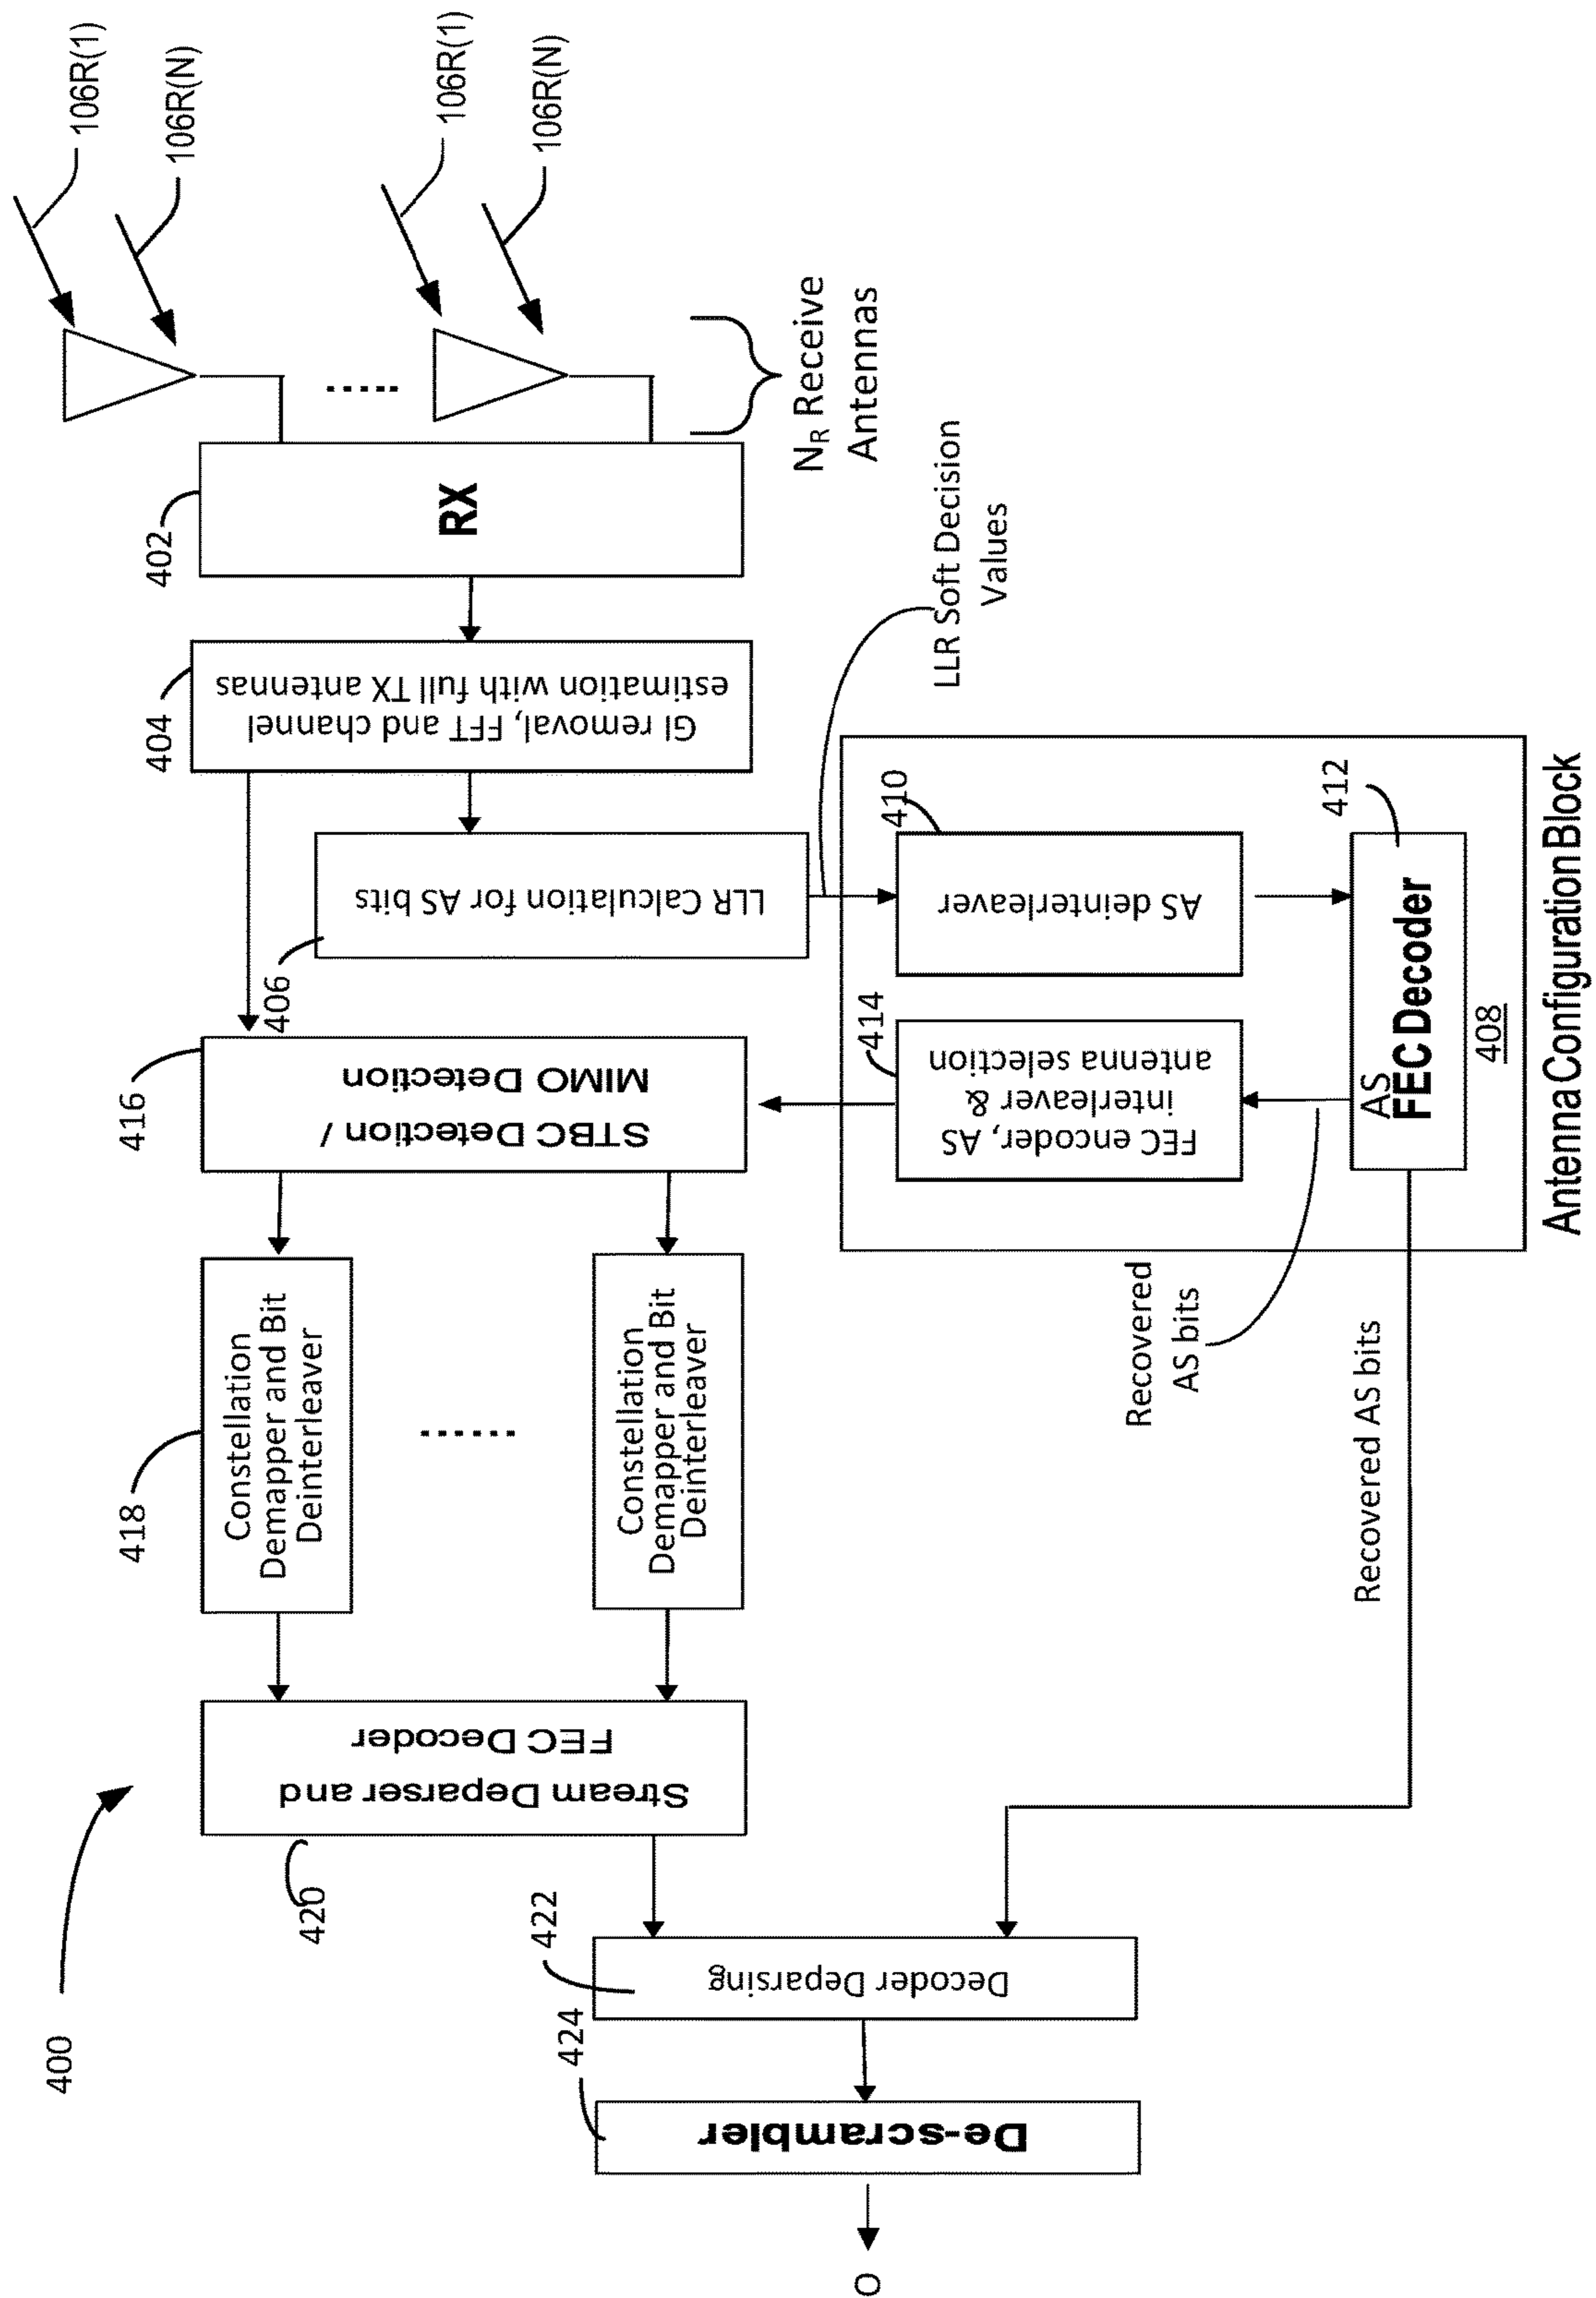 400
106R(1)
106R(N)
106R(1)
106R(N)
N_R Receive
Antennas
402
RX
404
GI removal, FFT and channel
estimation with full TX antennas
406
LLR Calculation for AS bits
LLR Soft Decision
Values
410
AS deinterleaver
412
AS
FEC Decoder
408
Antenna Configuration Block
414
FEC encoder, AS
interleaver &
antenna selection
Recovered
AS bits
Recovered AS bits
416
STBC Detection /
MIMO Detection
418
Constellation
Demapper and Bit
Deinterleaver
......
Constellation
Demapper and Bit
Deinterleaver
420
Stream Deparser and
FEC Decoder
422
Decoder Deparsing
424
De-scrambler
O